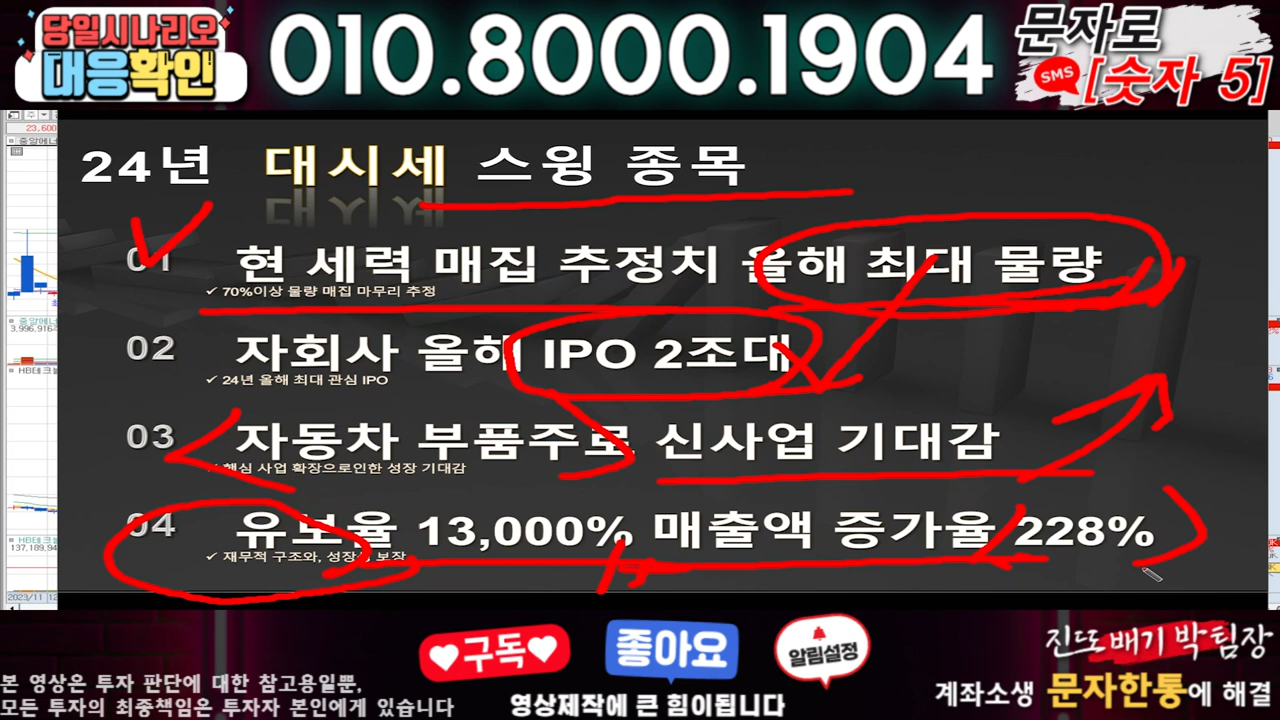 당일시나리오
대응확인
010.8000.1904
문자로
SMS
[숫자 5]
23,600
24년 대시세 스윙 종목
01 현 세력 매집 추정치 올해 최대 물량
✓ 70%이상 물량 매집 마무리 추정
02 자회사 올해 IPO 2조대
✓ 24년 올해 최대 관심 IPO
03 자동차 부품주로 신사업 기대감
핵심 사업 확장으로인한 성장 기대감
04 유보율 13,000% 매출액 증가율 228%
✓ 재무적 구조와, 성장성 보장
2023/11
구독
좋아요
알림설정
영상제작에 큰 힘이됩니다
본 영상은 투자 판단에 대한 참고용일뿐,
모든 투자의 최종책임은 투자자 본인에게 있습니다
진또배기 박팀장
계좌소생 문자한통에 해결